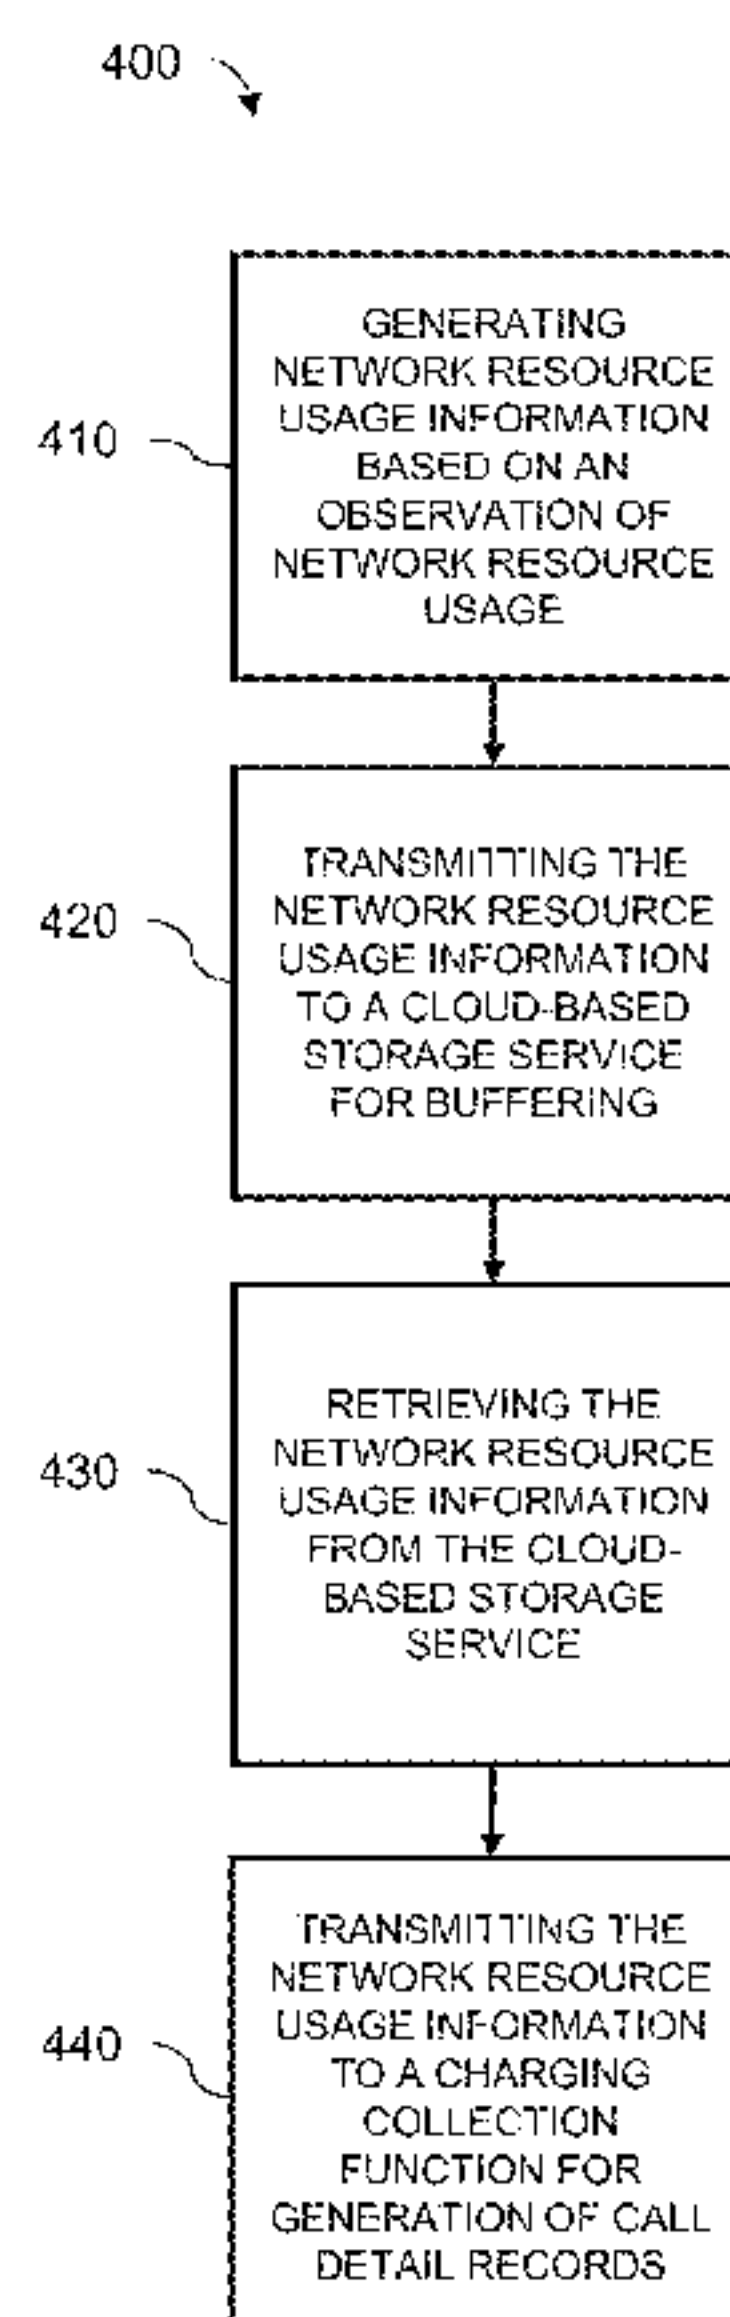 400
410
GENERATING
NETWORK RESOURCE
USAGE INFORMATION
BASED ON AN
OBSERVATION OF
NETWORK RESOURCE
USAGE
420
TRANSMITTING THE
NETWORK RESOURCE
USAGE INFORMATION
TO A CLOUD-BASED
STORAGE SERVICE
FOR BUFFERING
430
RETRIEVING THE
NETWORK RESOURCE
USAGE INFORMATION
FROM THE CLOUD-
BASED STORAGE
SERVICE
440
TRANSMITTING THE
NETWORK RESOURCE
USAGE INFORMATION
TO A CHARGING
COLLECTION
FUNCTION FOR
GENERATION OF CALL
DETAIL RECORDS